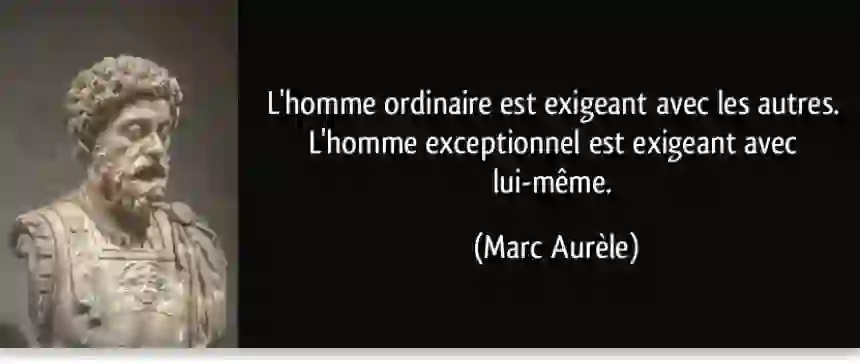 L'homme ordinaire est exigeant avec les autres.
L'homme exceptionnel est exigeant avec
lui-même.
(Marc Aurèle)